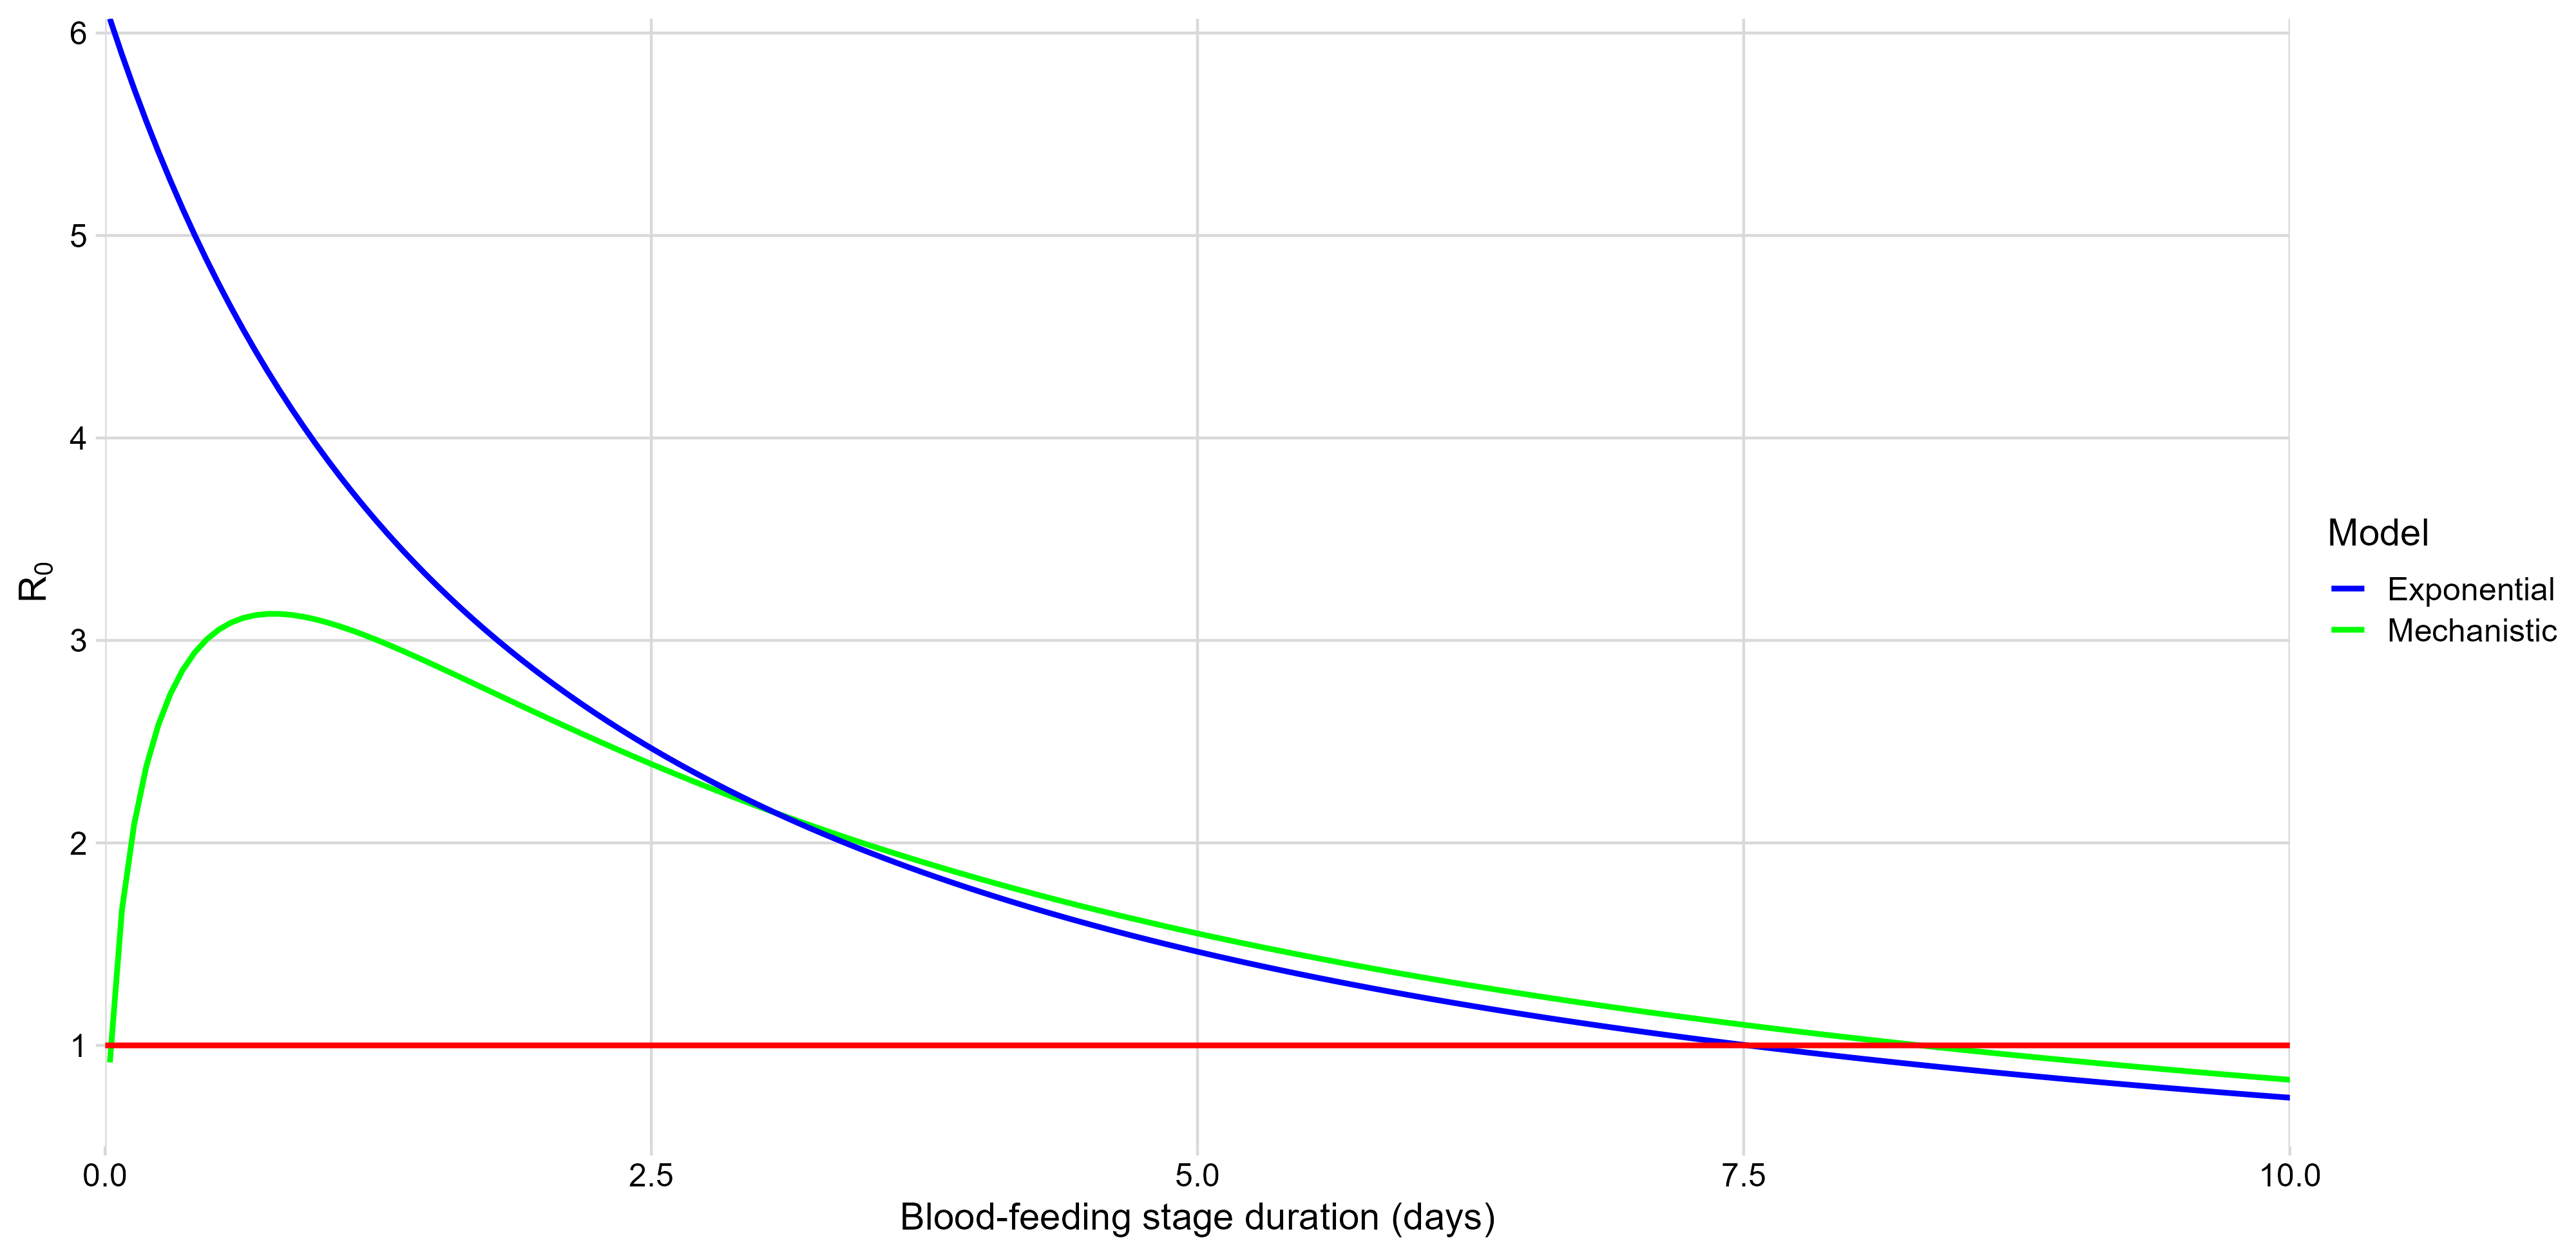 6
5
4
3
2
1
R₀
0.0 2.5 5.0 7.5 10.0
Blood-feeding stage duration (days)
Model
Exponential
Mechanistic